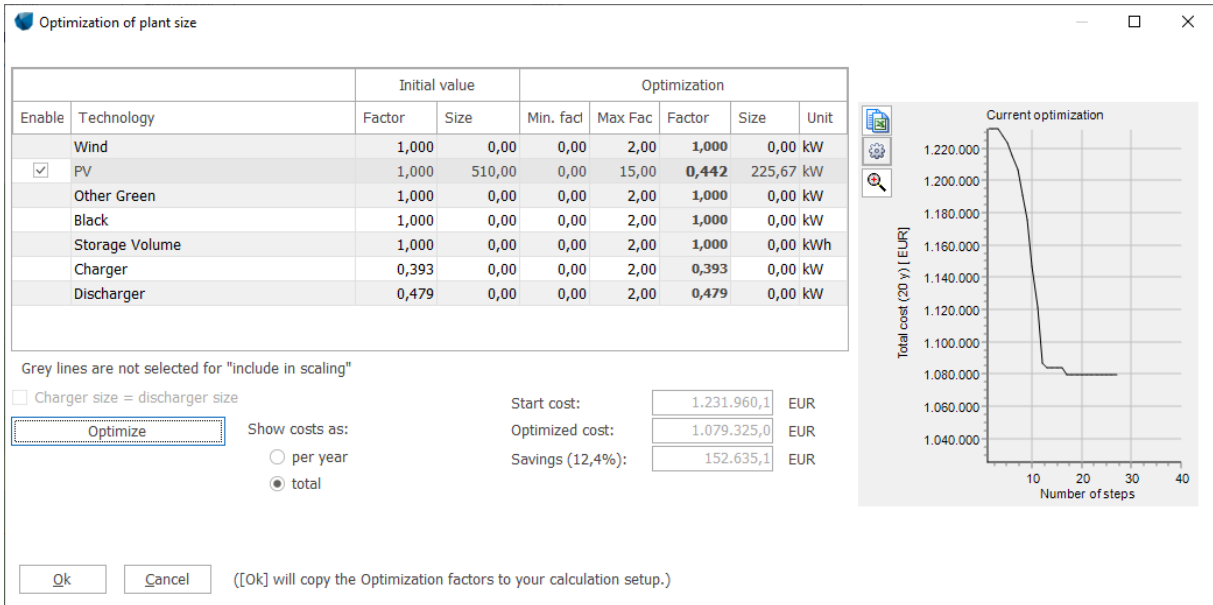 Optimization of plant size
Initial value Optimization
Enable Technology Factor Size Min. fact Max Fac Factor Size Unit
Wind 1,000 0,00 0,00 2,00 1,000 0,00 kW
PV 1,000 510,00 0,00 15,00 0,442 225,67 kW
Other Green 1,000 0,00 0,00 2,00 1,000 0,00 kW
Black 1,000 0,00 0,00 2,00 1,000 0,00 kW
Storage Volume 1,000 0,00 0,00 2,00 1,000 0,00 kWh
Charger 0,393 0,00 0,00 2,00 0,393 0,00 kW
Discharger 0,479 0,00 0,00 2,00 0,479 0,00 kW
Grey lines are not selected for "include in scaling"
Charger size = discharger size
Optimize
Show costs as:
per year
total
Start cost: 1.231.960,1 EUR
Optimized cost: 1.079.325,0 EUR
Savings (12,4%): 152.635,1 EUR
Ok Cancel ([Ok] will copy the Optimization factors to your calculation setup.)
Current optimization
Total cost (20 y) [ EUR]
1.220.000
1.200.000
1.180.000
1.160.000
1.140.000
1.120.000
1.100.000
1.080.000
1.060.000
1.040.000
10 20 30 40
Number of steps